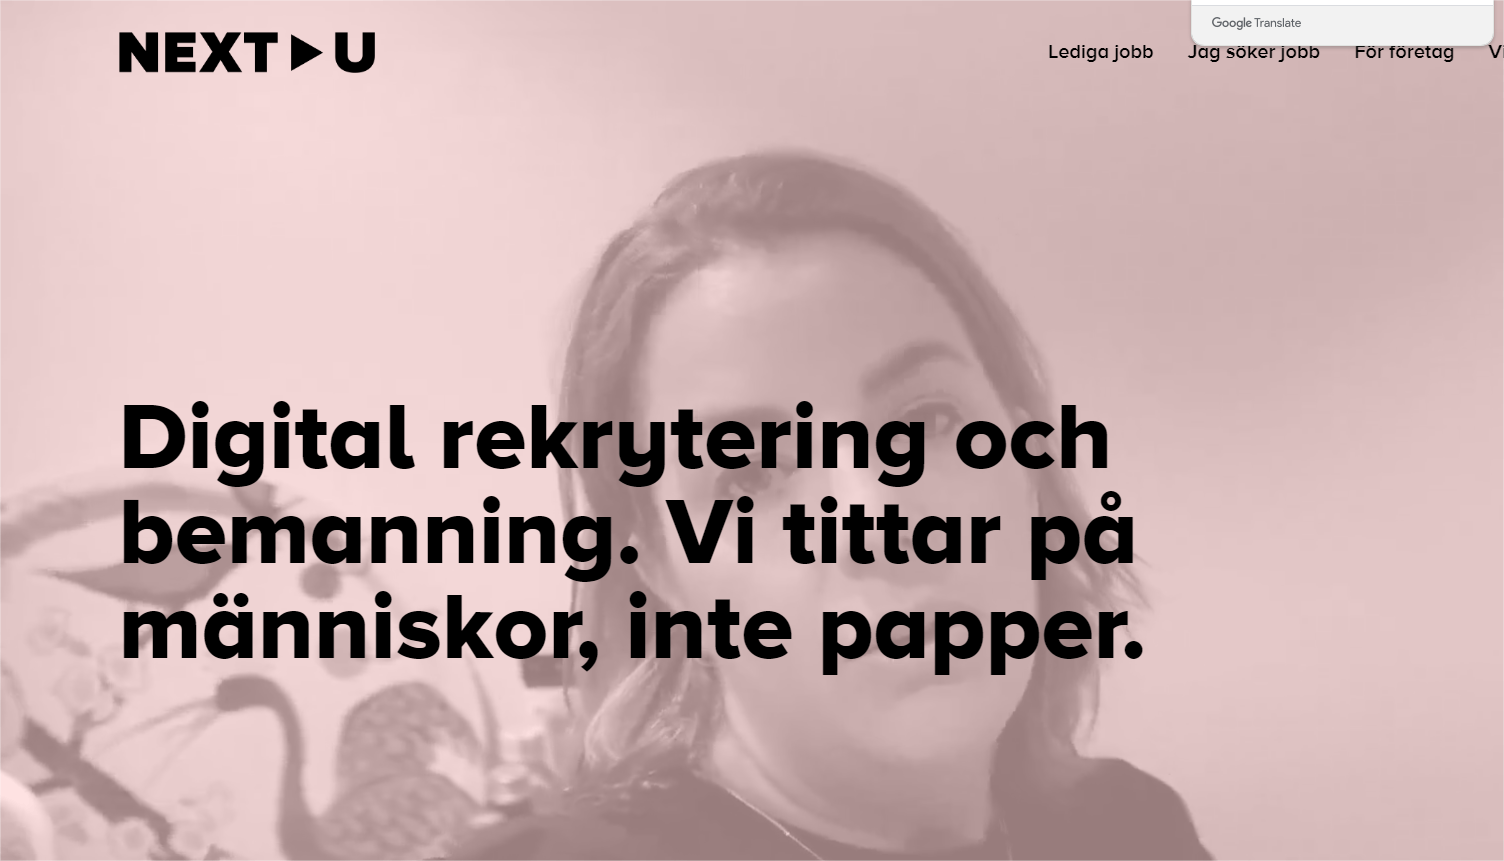 NEXT U
Lediga jobb Jag söker jobb För företag
Google Translate
Digital rekrytering och
bemanning. Vi tittar på
människor, inte papper.